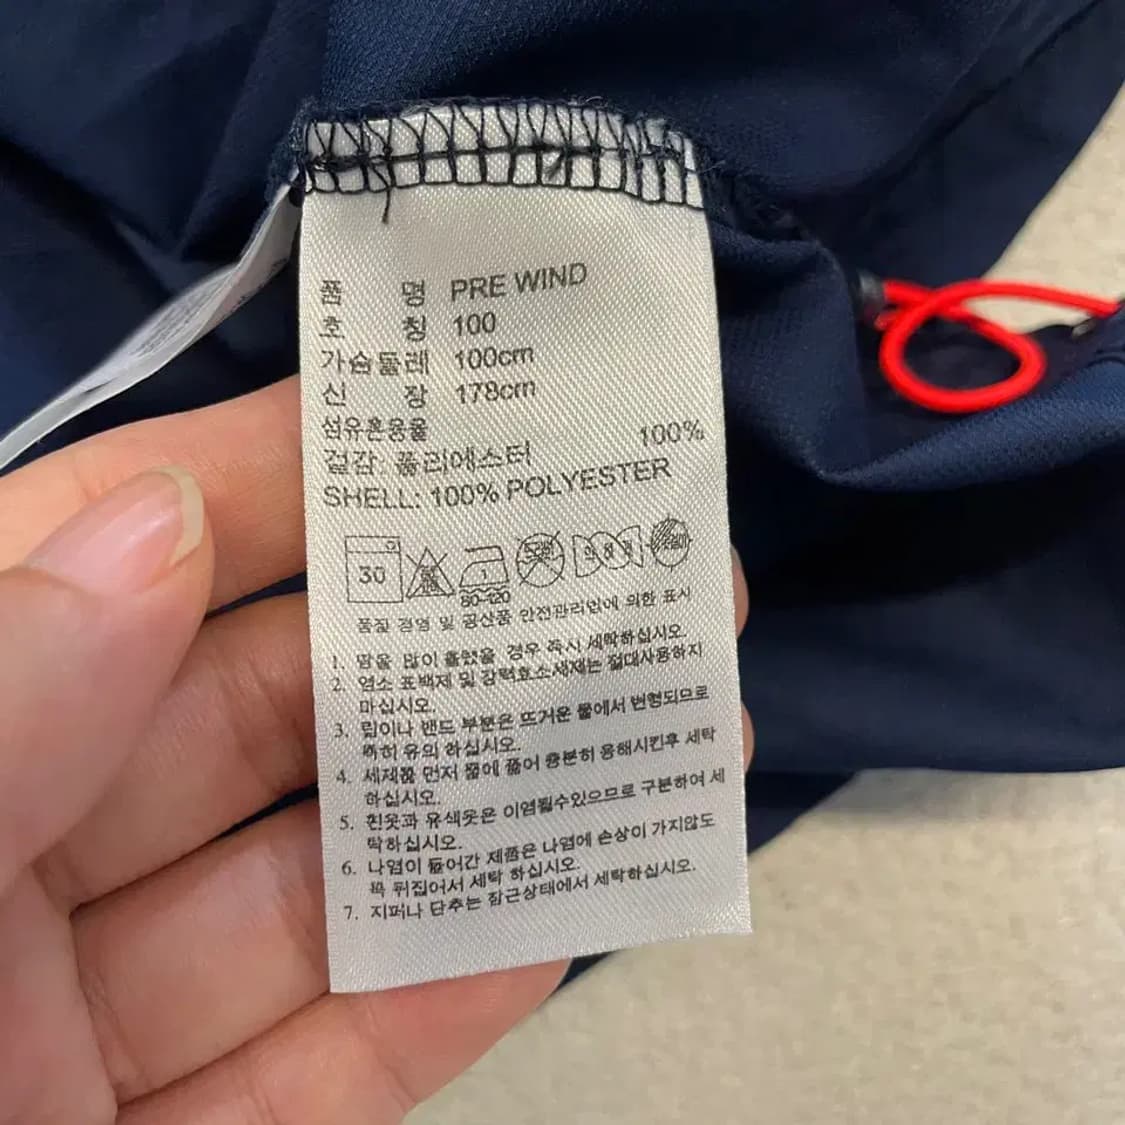 품 명 PRE WIND
호 칭 100
가슴둘레 100cm
신 장 178cm
섬유혼용율
겉감: 폴리에스터 100%
SHELL: 100% POLYESTER
30
1
80~120
품질 경영 및 공산품 안전관리법에 의한 표시
1. 땀을 많이 흘렸을 경우 즉시 세탁하십시오.
2. 염소 표백제 및 강력효소세제는 절대사용하지
마십시오.
3. 립이나 밴드 부분은 뜨거운 물에서 변형되므로
특히 유의 하십시오.
4. 세제를 먼저 물에 풀어 충분히 용해시킨후 세탁
하십시오.
5. 흰옷과 유색옷은 이염될수있으므로 구분하여 세
탁하십시오.
6. 나염이 들어간 제품은 나염에 손상이 가지않도
록 뒤집어서 세탁 하십시오.
7. 지퍼나 단추는 잠근상태에서 세탁하십시오.